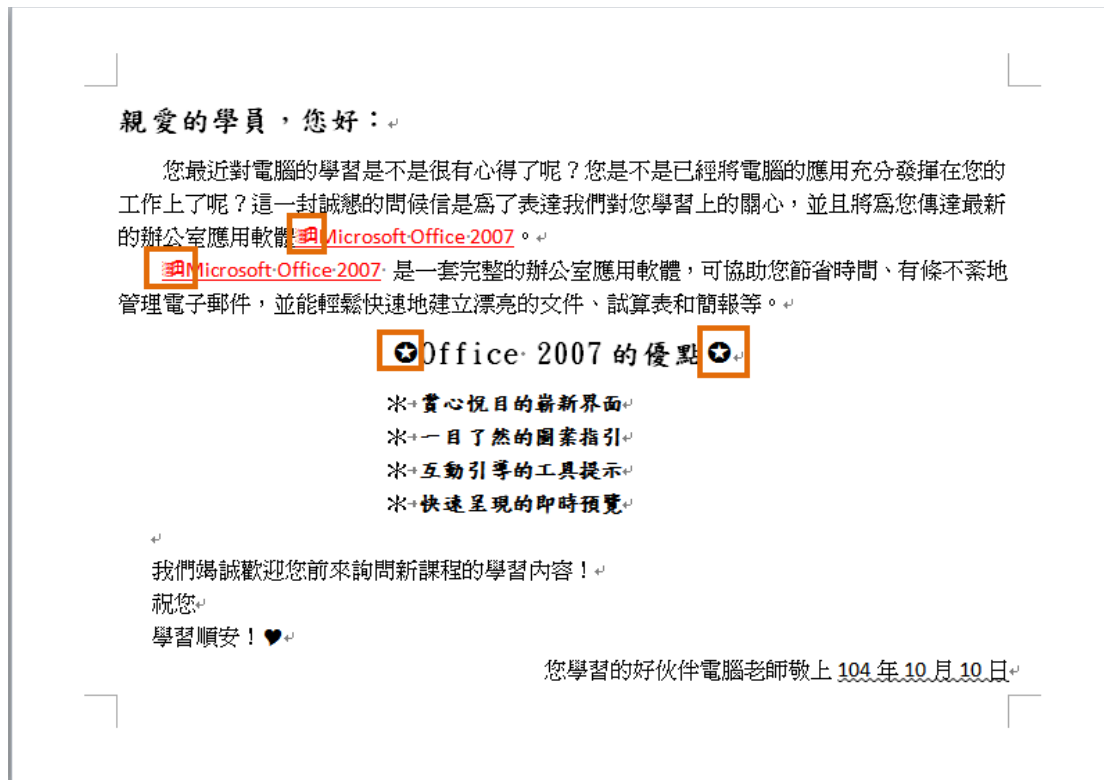 親愛的學員，您好：
您最近對電腦的學習是不是很有心得了呢？您是不是已經將電腦的應用充分發揮在您的
工作上了呢？這一封誠懇的問候信是為了表達我們對您學習上的關心，並且將為您傳達最新
的辦公室應用軟體Microsoft Office 2007。
Microsoft Office 2007 是一套完整的辦公室應用軟體，可協助您節省時間、有條不紊地
管理電子郵件，並能輕鬆快速地建立漂亮的文件、試算表和簡報等。
✪Office 2007 的優點✪
賞心悅目的嶄新界面
一目了然的圖案指引
互動引導的工具提示
快速呈現的即時預覽
我們竭誠歡迎您前來詢問新課程的學習內容！
祝您
學習順安！♥
您學習的好伙伴電腦老師敬上 104 年 10 月 10 日